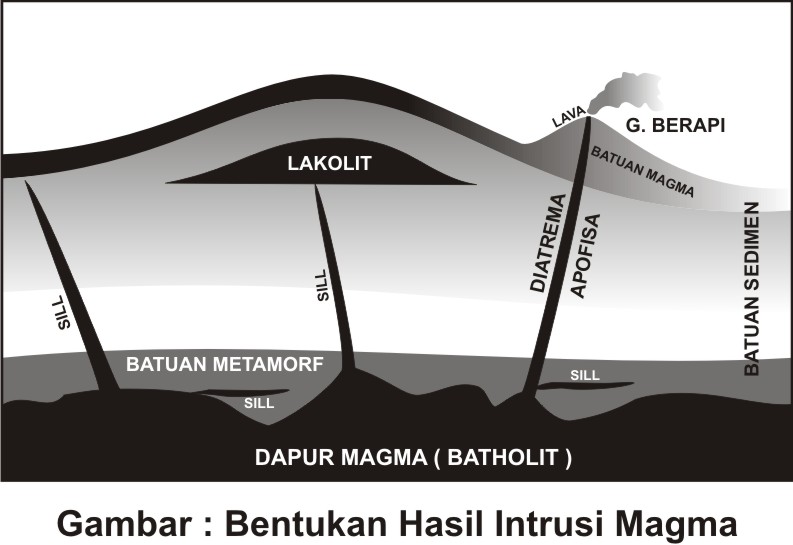 LAVA
G. BERAPI
BATUAN MAGMA
LAKOLIT
DIATREMA
APOFISA
BATUAN SEDIMEN
SILL
SILL
BATUAN METAMORF
SILL
SILL
DAPUR MAGMA ( BATHOLIT )
Gambar : Bentukan Hasil Intrusi Magma